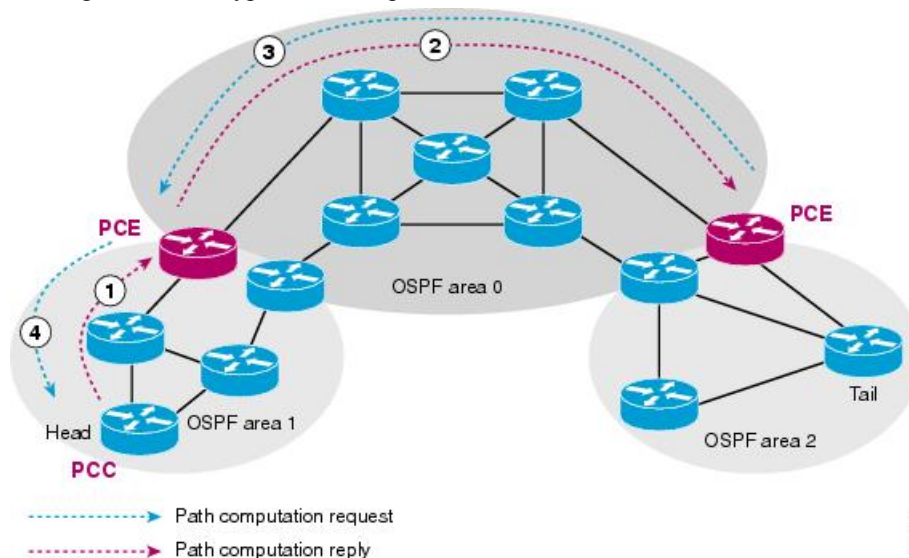 3
2
PCE
PCE
1
4
OSPF area 0
Head
OSPF area 1
PCC
Tail
OSPF area 2
Path computation request
Path computation reply